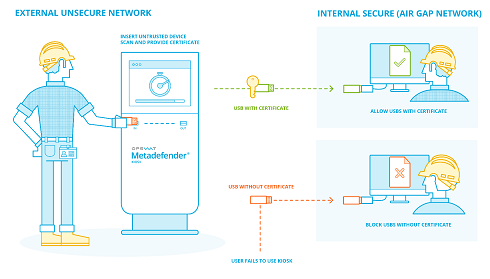 EXTERNAL UNSECURE NETWORK
INTERNAL SECURE (AIR GAP NETWORK)
INSERT UNTRUSTED DEVICE
SCAN AND PROVIDE CERTIFICATE
IN
OUT
OPSWAT
Metadefender®
KIOSK
USB WITH CERTIFICATE
ALLOW USBS WITH CERTIFICATE
USB WITHOUT CERTIFICATE
BLOCK USBS WITHOUT CERTIFICATE
USER FAILS TO USE KIOSK